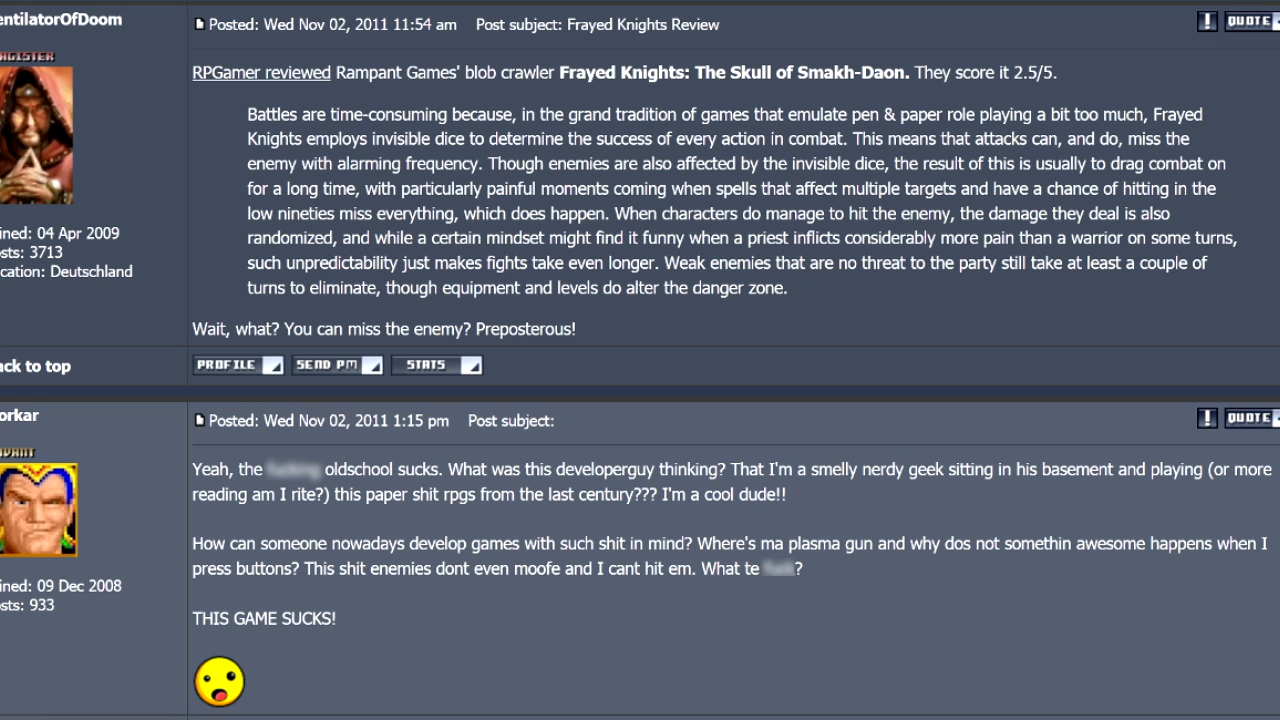 entilatorOfDoom
Posted: Wed Nov 02, 2011 11:54 am Post subject: Frayed Knights Review
! QUOTE
AGISTER
RPGamer reviewed Rampant Games' blob crawler Frayed Knights: The Skull of Smakh-Daon. They score it 2.5/5.
Battles are time-consuming because, in the grand tradition of games that emulate pen & paper role playing a bit too much, Frayed
Knights employs invisible dice to determine the success of every action in combat. This means that attacks can, and do, miss the
enemy with alarming frequency. Though enemies are also affected by the invisible dice, the result of this is usually to drag combat on
for a long time, with particularly painful moments coming when spells that affect multiple targets and have a chance of hitting in the
low nineties miss everything, which does happen. When characters do manage to hit the enemy, the damage they deal is also
randomized, and while a certain mindset might find it funny when a priest inflicts considerably more pain than a warrior on some turns,
such unpredictability just makes fights take even longer. Weak enemies that are no threat to the party still take at least a couple of
turns to eliminate, though equipment and levels do alter the danger zone.
ined: 04 Apr 2009
sts: 3713
cation: Deutschland
Wait, what? You can miss the enemy? Preposterous!
ack to top
PROFILE SEND PM STATS
orkar
Posted: Wed Nov 02, 2011 1:15 pm Post subject:
! QUOTE
VANT
Yeah, the oldschool sucks. What was this developerguy thinking? That I'm a smelly nerdy geek sitting in his basement and playing (or more
reading am I rite?) this paper shit rpgs from the last century??? I'm a cool dude!!
How can someone nowadays develop games with such shit in mind? Where's ma plasma gun and why dos not somethin awesome happens when I
press buttons? This shit enemies dont even moofe and I cant hit em. What te ?
ined: 09 Dec 2008
sts: 933
THIS GAME SUCKS!